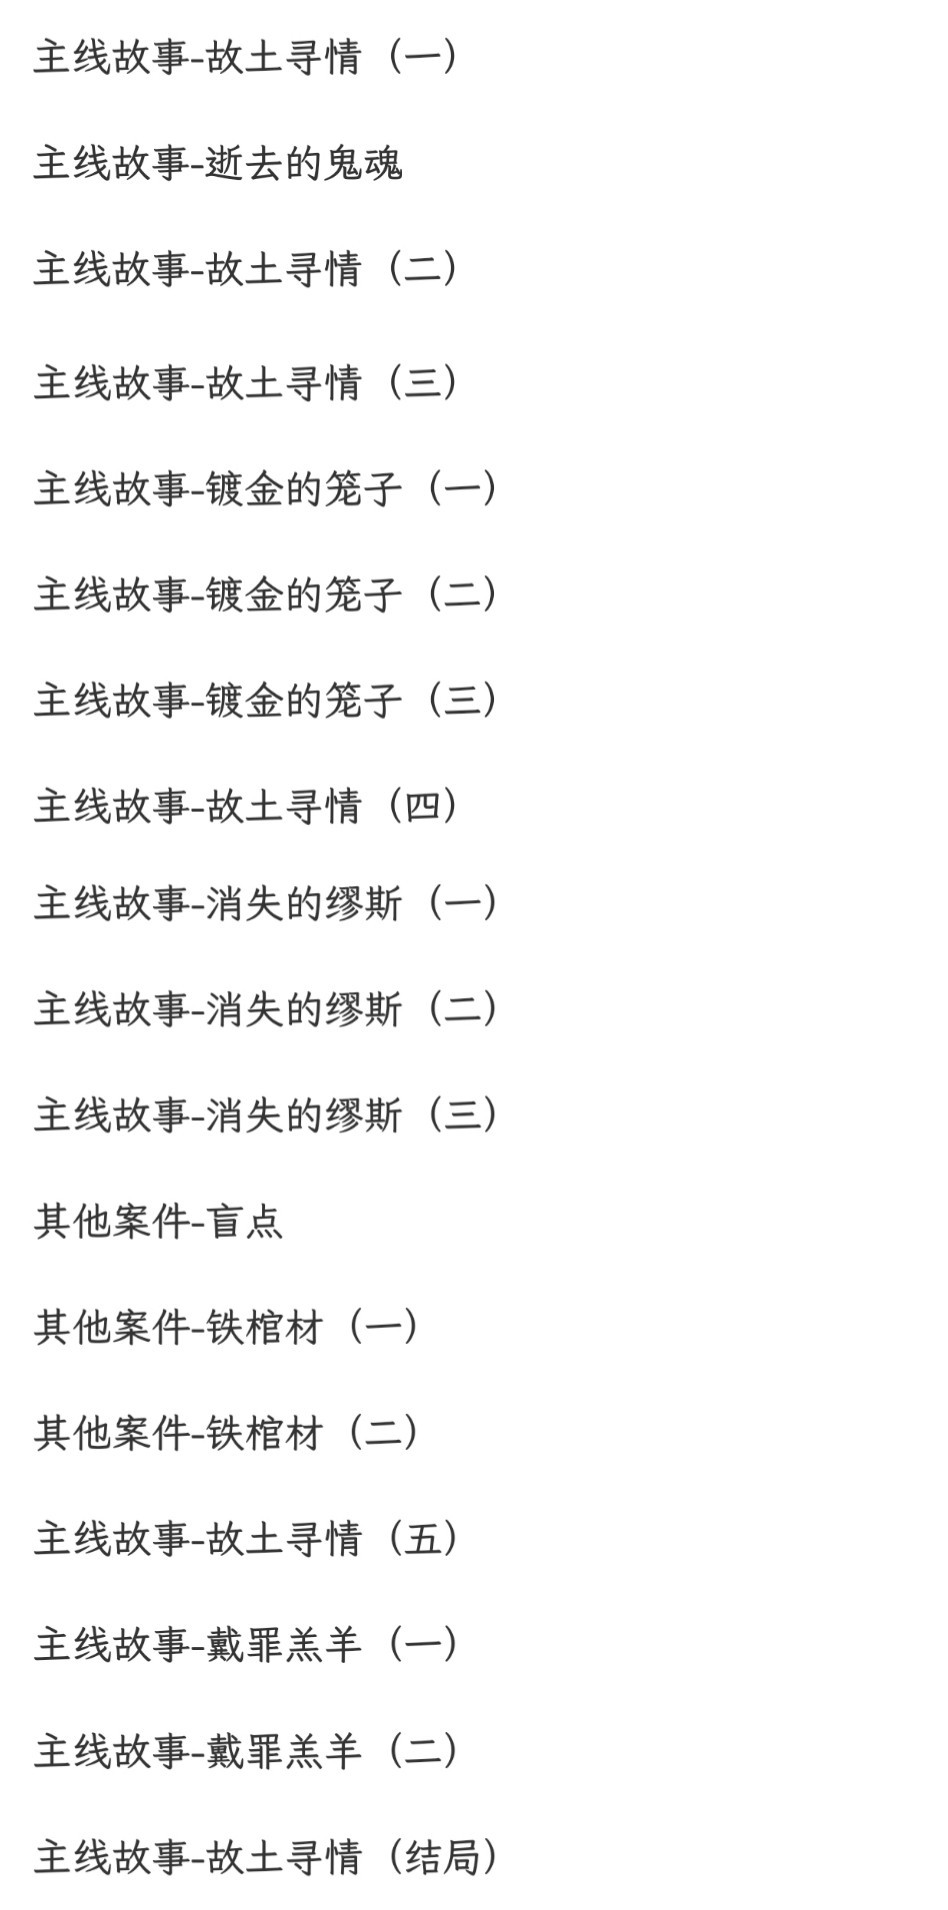 主线故事-故土寻情（一）
主线故事-逝去的鬼魂
主线故事-故土寻情（二）
主线故事-故土寻情（三）
主线故事-镀金的笼子（一）
主线故事-镀金的笼子（二）
主线故事-镀金的笼子（三）
主线故事-故土寻情（四）
主线故事-消失的缪斯（一）
主线故事-消失的缪斯（二）
主线故事-消失的缪斯（三）
其他案件-盲点
其他案件-铁棺材（一）
其他案件-铁棺材（二）
主线故事-故土寻情（五）
主线故事-戴罪羔羊（一）
主线故事-戴罪羔羊（二）
主线故事-故土寻情（结局）